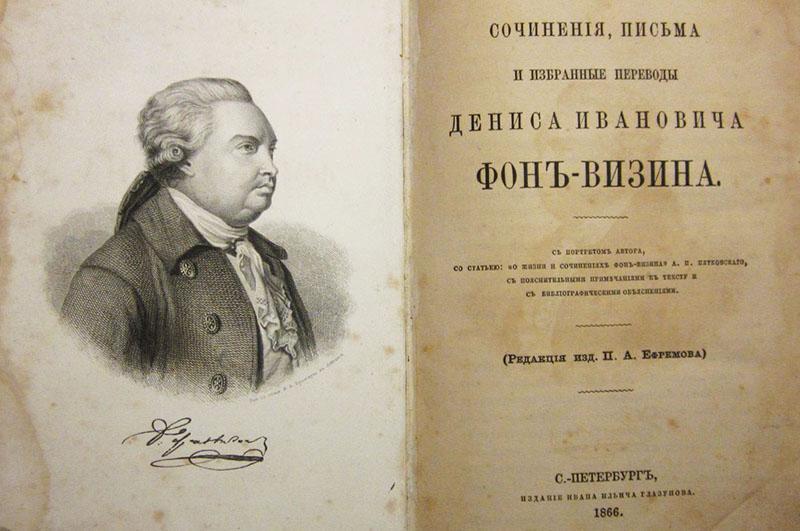 СОЧИНЕНІЯ, ПИСЬМА
И ИЗБРАННЫЕ ПЕРЕВОДЫ
ДЕНИСА ИВАНОВИЧА
ФОНЪ-ВИЗИНА.
СЪ ПОРТРЕТОМЪ АВТОРА,
СО СТАТЬЕЮ: «О ЖИЗНИ И СОЧИНЕНІЯХЪ ФОНЪ-ВИЗИНА» А. П. ПЯТКОВСКАГО,
СЪ ПОЯСНИТЕЛЬНЫМИ ПРИМѢЧАНІЯМИ КЪ ТЕКСТУ И
СЪ БИБЛІОГРАФИЧЕСКИМИ ОБЪЯСНЕНІЯМИ.
(Редакція изд. П. А. Ефремова)
С.-ПЕТЕРБУРГЪ,
ИЗДАНІЕ ИВАНА ИЛЬИЧА ГЛАЗУНОВА.
1866.